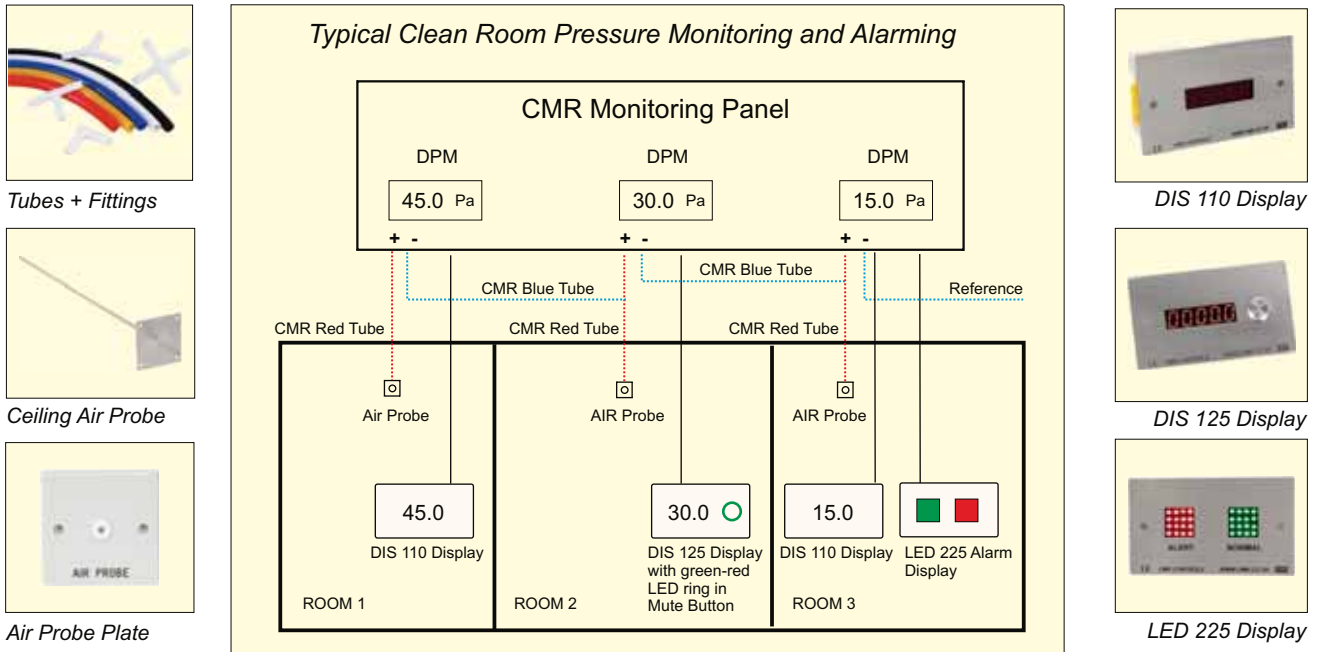 Typical Clean Room Pressure Monitoring and Alarming
CMR Monitoring Panel
DPM
DPM
DPM
45.0 Pa
30.0 Pa
15.0 Pa
+ -
+ -
+ -
CMR Blue Tube
CMR Blue Tube
Reference
CMR Red Tube
CMR Red Tube
CMR Red Tube
Air Probe
AIR Probe
AIR Probe
45.0
30.0
15.0
DIS 110 Display
DIS 125 Display
with green-red
LED ring in
Mute Button
DIS 110 Display
LED 225 Alarm
Display
ROOM 1
ROOM 2
ROOM 3
Tubes + Fittings
Ceiling Air Probe
AIR PROBE
Air Probe Plate
DIS 110 Display
00000
DIS 125 Display
ALERT
NORMAL
LED 225 Display